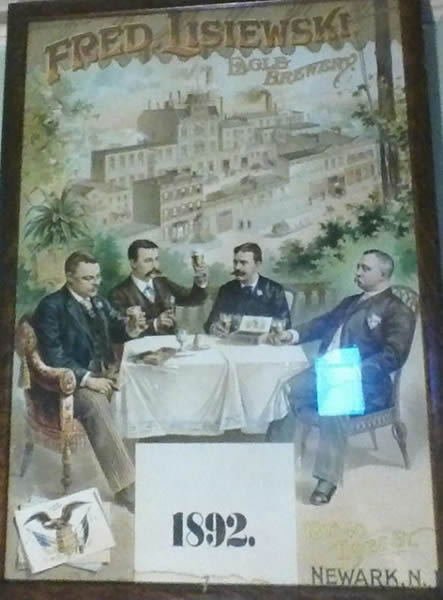 FRED. LISIEWSKI
EAGLE
BREWERY
1892.
NEWARK, N.